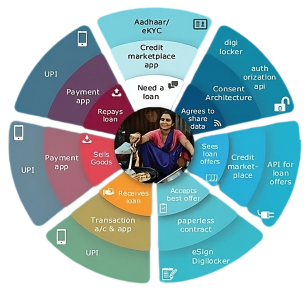 Aadhaar/
eKYC
Credit
marketplace
app
Need a
loan
digi
locker
auth
orization
api
Consent
Architecture
Agrees to
share
data
API for
loan
offers
Credit
market-
place
Sees
loan
offers
eSign
Digilocker
paperless
contract
Accepts
best offer
UPI
Transaction
a/c & app
Receives
loan
UPI
Payment
app
Sells
Goods
UPI
Payment
app
Repays
loan